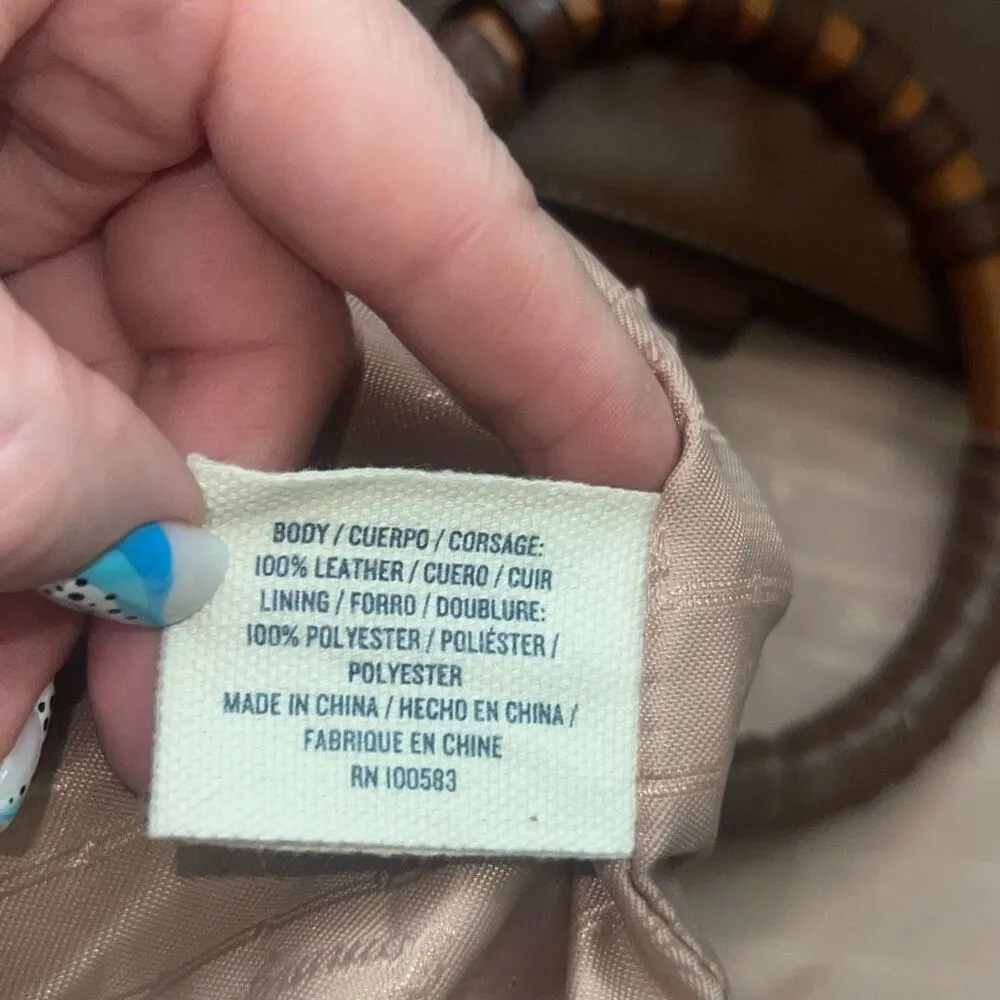 BODY / CUERPO / CORSAGE:
100% LEATHER / CUERO / CUIR
LINING / FORRO / DOUBLURE:
100% POLYESTER / POLIÉSTER /
POLYESTER
MADE IN CHINA / HECHO EN CHINA /
FABRIQUE EN CHINE
RN 100583